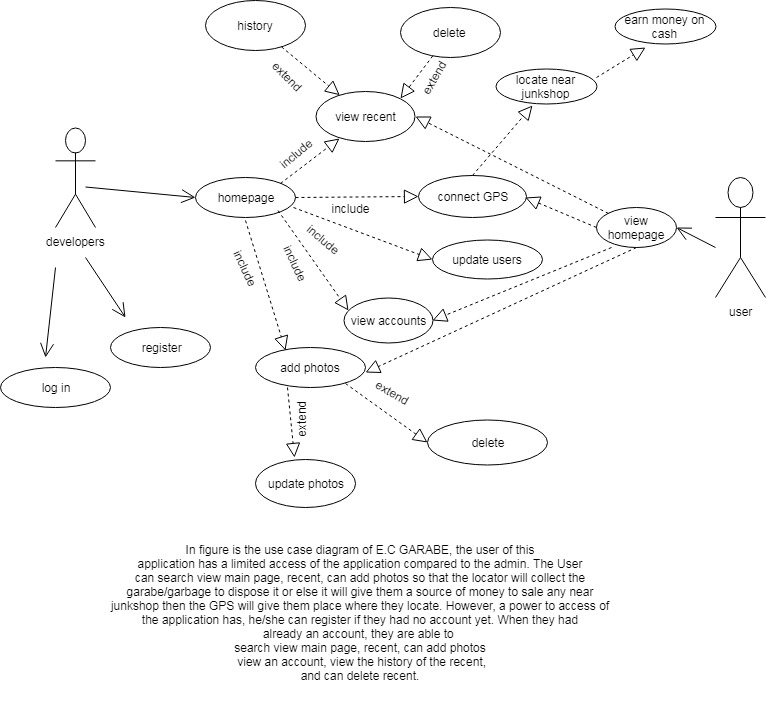 history
delete
earn money on
cash
extend
extend
locate near
junkshop
view recent
include
homepage
include
connect GPS
view
homepage
developers
include
update users
include
include
user
view accounts
register
log in
add photos
extend
extend
delete
update photos
In figure is the use case diagram of E.C GARABE, the user of this
application has a limited access of the application compared to the admin. The User
can search view main page, recent, can add photos so that the locator will collect the
garabe/garbage to dispose it or else it will give them a source of money to sale any near
junkshop then the GPS will give them place where they locate. However, a power to access of
the application has, he/she can register if they had no account yet. When they had
already an account, they are able to
search view main page, recent, can add photos
view an account, view the history of the recent,
and can delete recent.